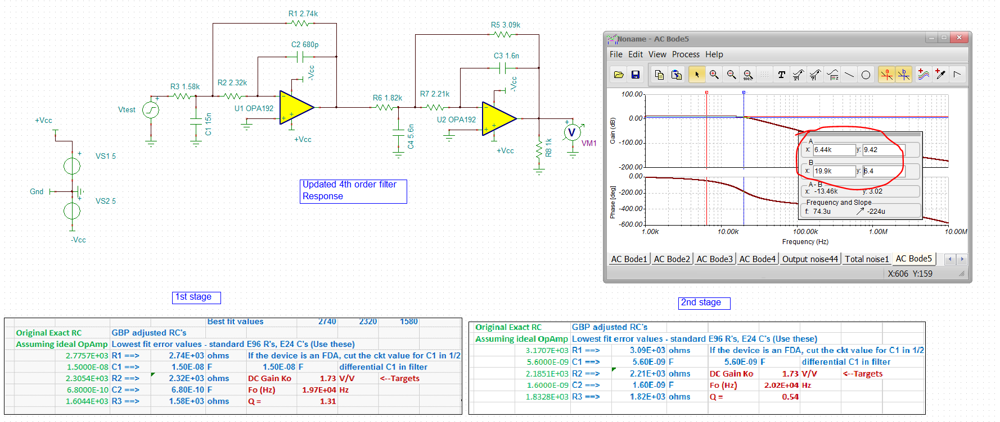 R1 2.74k
C2 680p
-Vcc
R3 1.58k
R2 2.32k
Vtest
C1 15n
U1 OPA192
+Vcc
R5 3.09k
C3 1.6n
-Vcc
R6 1.82k
R7 2.21k
C4 5.6n
U2 OPA192
+Vcc
R8 1k
V
VM1
+Vcc
VS1 5
Gnd
VS2 5
-Vcc
Updated 4th order filter
Response
Noname - AC Bode5
File Edit View Process Help
100%
T
a
b
100.00
0.00
-100.00
-200.00
Gain (dB)
0.00
-200.00
-400.00
-600.00
Phase [deg]
1.00k 10.00k 100.00k 1.00M 10.00M
Frequency (Hz)
A
x: 6.44k y: 9.42
B
x: 19.9k y: 6.4
A - B
x: -13.46k y: 3.02
Frequency and Slope
f: 74.3u -224u
AC Bode1 AC Bode2 AC Bode3 AC Bode4 Output noise44 Total noise1 AC Bode5
X:606 Y:159
1st stage
Best fit values 2740 2320 1580
Original Exact RC GBP adjusted RC's
Assuming ideal OpAmp Lowest fit error values - standard E96 R's, E24 C's (Use these)
2.7757E+03 R1 ==> 2.74E+03 ohms If the device is an FDA, cut the ckt value for C1 in 1/2
1.5000E-08 C1 ==> 1.50E-08 F 1.50E-08 F differential C1 in filter
2.3054E+03 R2 ==> 2.32E+03 ohms DC Gain Ko 1.73 V/V <--Targets
6.8000E-10 C2 ==> 6.80E-10 F Fo (Hz) 1.97E+04 Hz
1.6044E+03 R3 ==> 1.58E+03 ohms Q = 1.31
2nd stage
Original Exact RC GBP adjusted RC's
Assuming ideal OpAmp Lowest fit error values - standard E96 R's, E24 C's (Use these)
3.1707E+03 R1 ==> 3.09E+03 ohms If the device is an FDA, cut the ckt value for C1 in 1/2
5.6000E-09 C1 ==> 5.60E-09 F 5.60E-09 F differential C1 in filter
2.1851E+03 R2 ==> 2.21E+03 ohms DC Gain Ko 1.73 V/V <--Targets
1.6000E-09 C2 ==> 1.60E-09 F Fo (Hz) 2.02E+04 Hz
1.8328E+03 R3 ==> 1.82E+03 ohms Q = 0.54